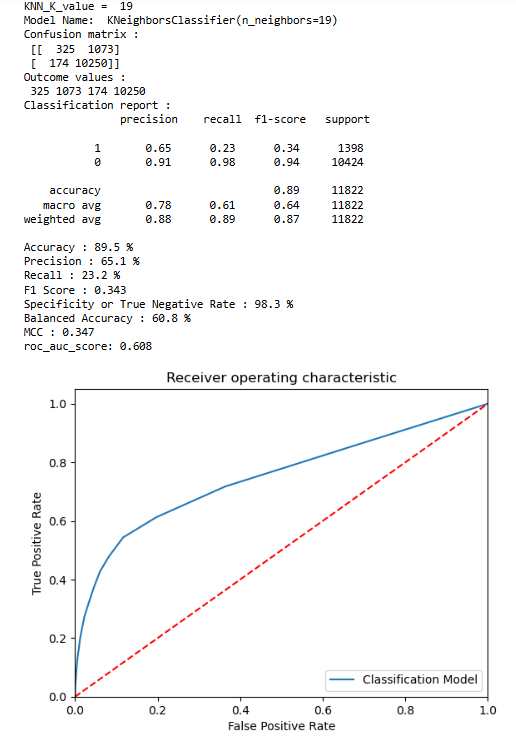 KNN_K_value =  19
Model Name:  KNeighborsClassifier(n_neighbors=19)
Confusion matrix :
[[  325  1073]
[  174 10250]]
Outcome values :
325 1073 174 10250
Classification report :
precision    recall  f1-score   support
1       0.65      0.23      0.34      1398
0       0.91      0.98      0.94     10424
accuracy                           0.89     11822
macro avg       0.78      0.61      0.64     11822
weighted avg       0.88      0.89      0.87     11822
Accuracy : 89.5 %
Precision : 65.1 %
Recall : 23.2 %
F1 Score : 0.343
Specificity or True Negative Rate : 98.3 %
Balanced Accuracy : 60.8 %
MCC : 0.347
roc_auc_score: 0.608
Receiver operating characteristic
1.0
0.8
0.6
0.4
0.2
0.0
True Positive Rate
Classification Model
0.0 0.2 0.4 0.6 0.8 1.0
False Positive Rate